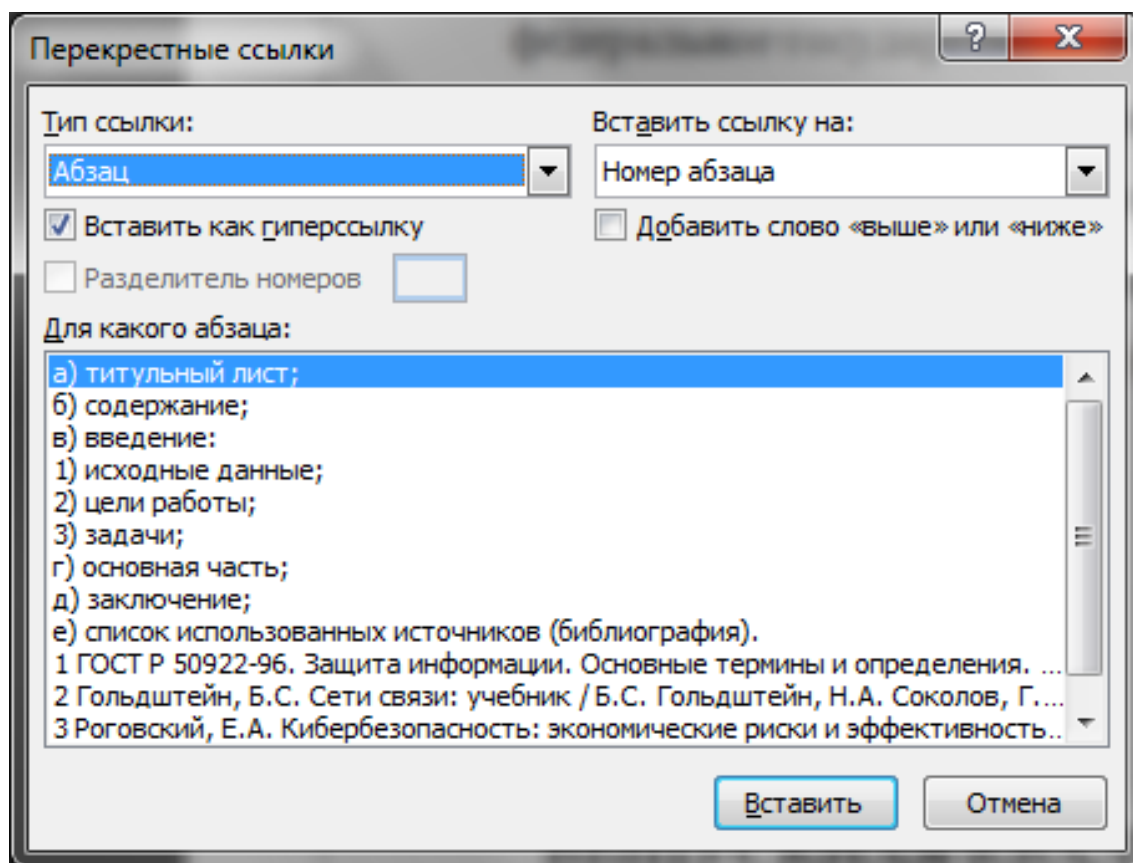 Перекрестные ссылки
Тип ссылки:
Вставить ссылку на:
Абзац
Номер абзаца
Вставить как гиперссылку
Добавить слово «выше» или «ниже»
Разделитель номеров
Для какого абзаца:
а) титульный лист;
б) содержание;
в) введение:
1) исходные данные;
2) цели работы;
3) задачи;
г) основная часть;
д) заключение;
е) список использованных источников (библиография).
1 ГОСТ Р 50922-96. Защита информации. Основные термины и определения. ...
2 Гольдштейн, Б.С. Сети связи: учебник / Б.С. Гольдштейн, Н.А. Соколов, Г....
3 Роговский, Е.А. Кибербезопасность: экономические риски и эффективность...
Вставить
Отмена